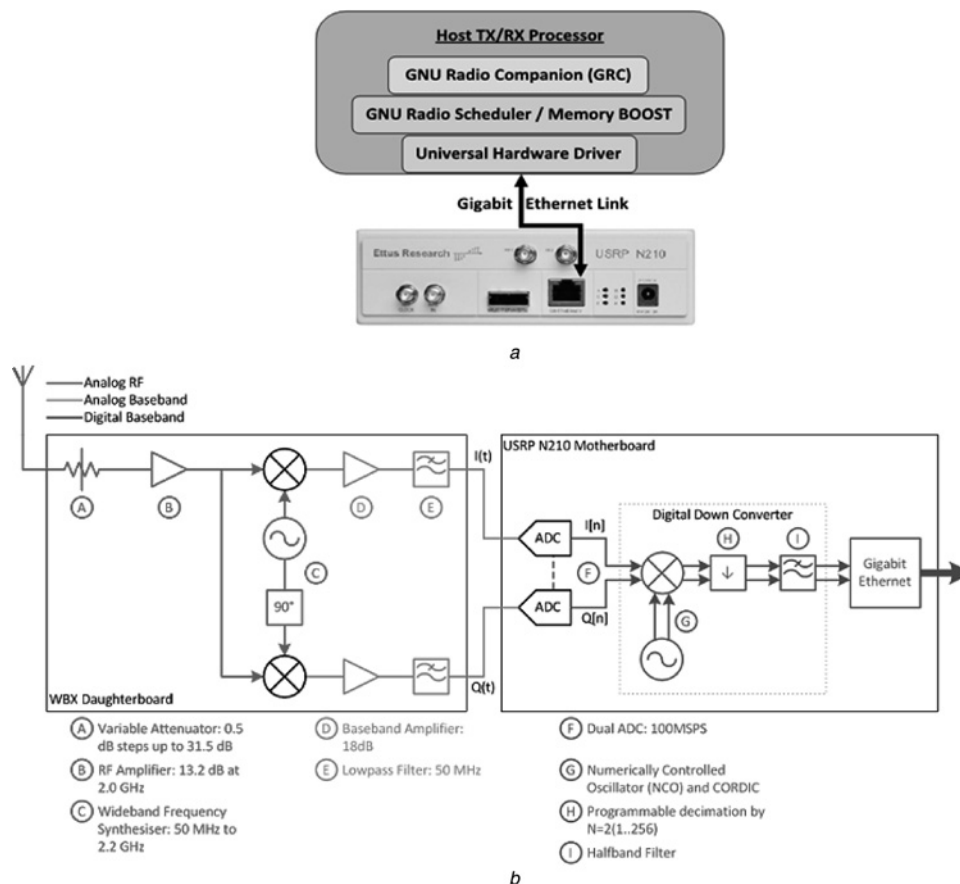 Host TX/RX Processor
GNU Radio Companion (GRC)
GNU Radio Scheduler / Memory BOOST
Universal Hardware Driver
Gigabit Ethernet Link
Ettus Research
USRP N210
a
Analog RF
Analog Baseband
Digital Baseband
USRP N210 Motherboard
I(t)
A
B
D
E
ADC
I[n]
Digital Down Converter
H
I
C
90°
F
Gigabit
Ethernet
ADC
Q[n]
G
Q(t)
WBX Daughterboard
A Variable Attenuator: 0.5
dB steps up to 31.5 dB
B RF Amplifier: 13.2 dB at
2.0 GHz
C Wideband Frequency
Synthesiser: 50 MHz to
2.2 GHz
D Baseband Amplifier:
18dB
E Lowpass Filter: 50 MHz
F Dual ADC: 100MSPS
G Numerically Controlled
Oscillator (NCO) and CORDIC
H Programmable decimation by
N=2(1..256)
I Halfband Filter
b